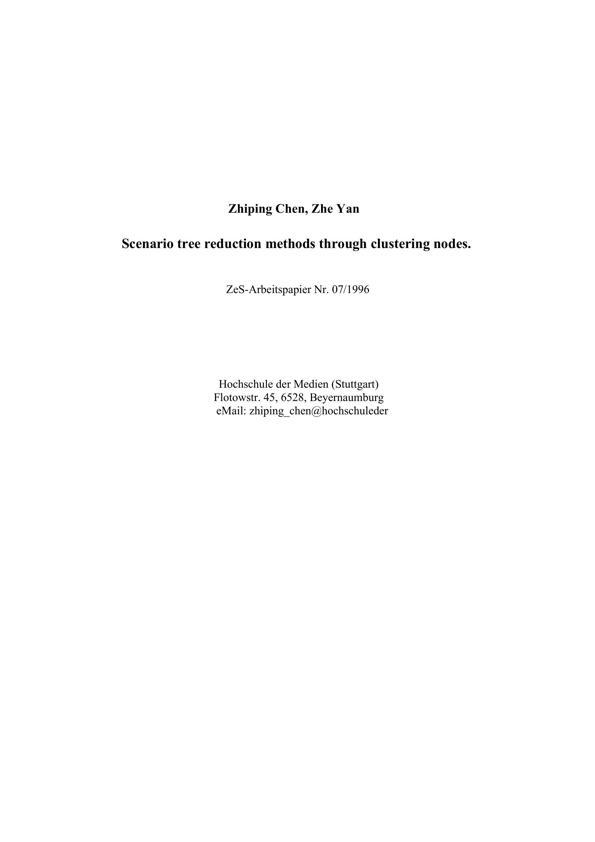 Zhiping Chen, Zhe Yan
Scenario tree reduction methods through clustering nodes.
ZeS-Arbeitspapier Nr. 07/1996
Hochschule der Medien (Stuttgart)
Flotowstr. 45, 6528, Beyernaumburg
eMail: zhiping_chen@hochschuleder